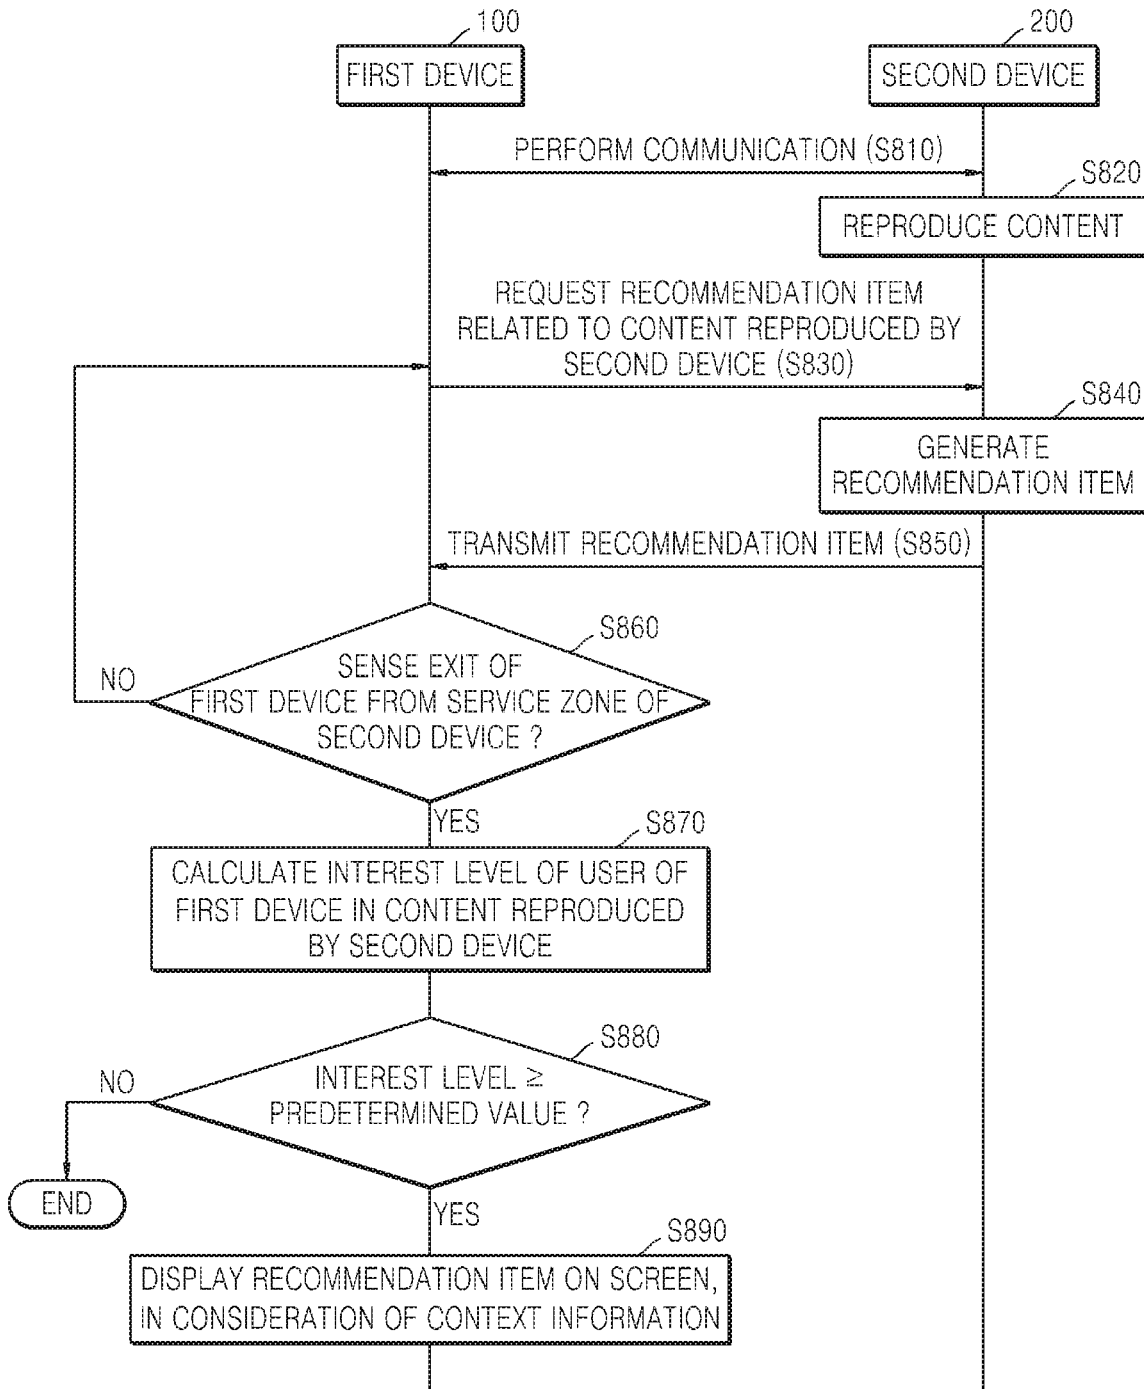 100
200
FIRST DEVICE
SECOND DEVICE
PERFORM COMMUNICATION (S810)
S820
REPRODUCE CONTENT
REQUEST RECOMMENDATION ITEM
RELATED TO CONTENT REPRODUCED BY
SECOND DEVICE (S830)
S840
GENERATE
RECOMMENDATION ITEM
TRANSMIT RECOMMENDATION ITEM (S850)
S860
SENSE EXIT OF
FIRST DEVICE FROM SERVICE ZONE OF
SECOND DEVICE ?
NO
YES
S870
CALCULATE INTEREST LEVEL OF USER OF
FIRST DEVICE IN CONTENT REPRODUCED
BY SECOND DEVICE
S880
INTEREST LEVEL ≥
PREDETERMINED VALUE ?
NO
END
YES
S890
DISPLAY RECOMMENDATION ITEM ON SCREEN,
IN CONSIDERATION OF CONTEXT INFORMATION